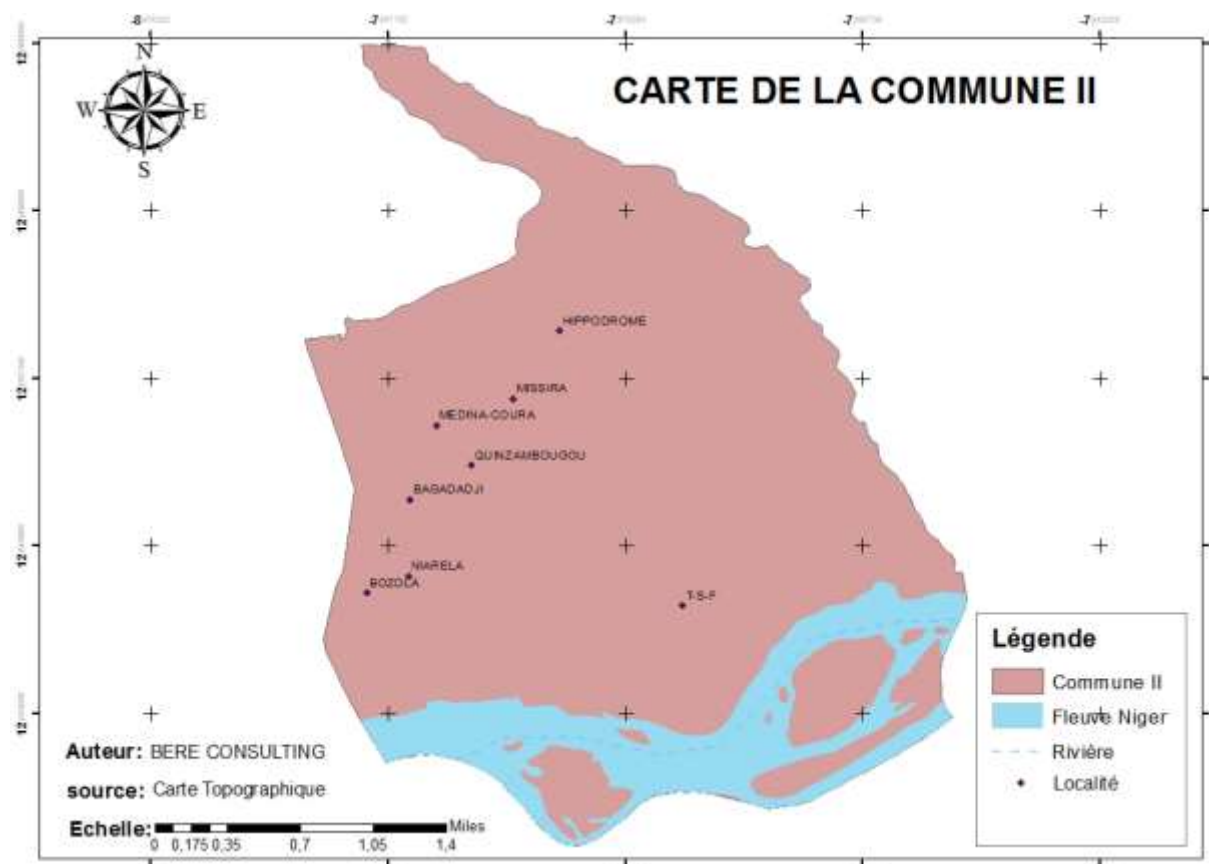 CARTE DE LA COMMUNE II
N
W E
S
HIPPODROME
MISSIRA
MEDINA-COURA
QUINZAMBOUGOU
BAGADADJI
NIARELA
BOZOLA
T-S-F
Légende
Commune II
Fleuve Niger
Rivière
Localité
Auteur: BERE CONSULTING
source: Carte Topographique
Echelle: Miles
0 0,175 0,35 0,7 1,05 1,4